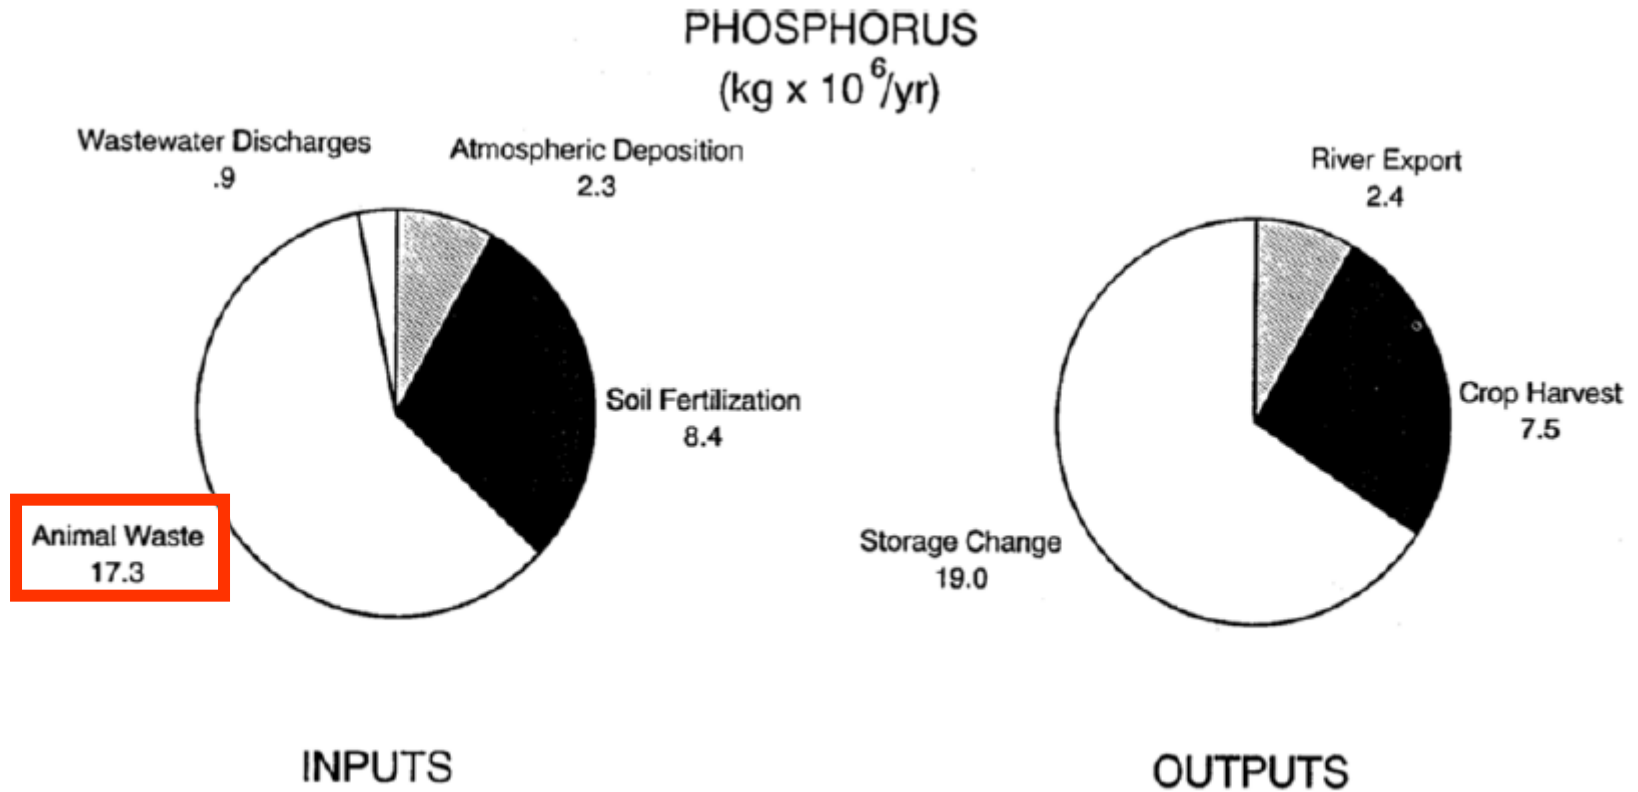 PHOSPHORUS
(kg x 10⁶/yr)
Wastewater Discharges
.9
Atmospheric Deposition
2.3
Soil Fertilization
8.4
Animal Waste
17.3
INPUTS
River Export
2.4
Crop Harvest
7.5
Storage Change
19.0
OUTPUTS